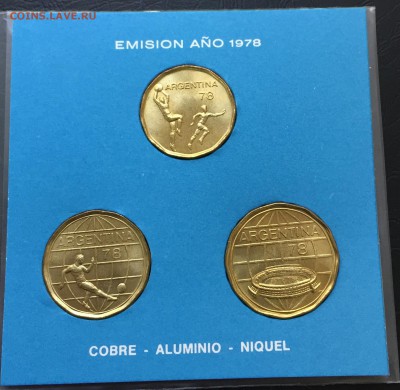 COINS.LAVE.RU
EMISION AÑO 1978
ARGENTINA
78
ARGENTINA
78
ARGENTINA
78
COBRE - ALUMINIO - NIQUEL